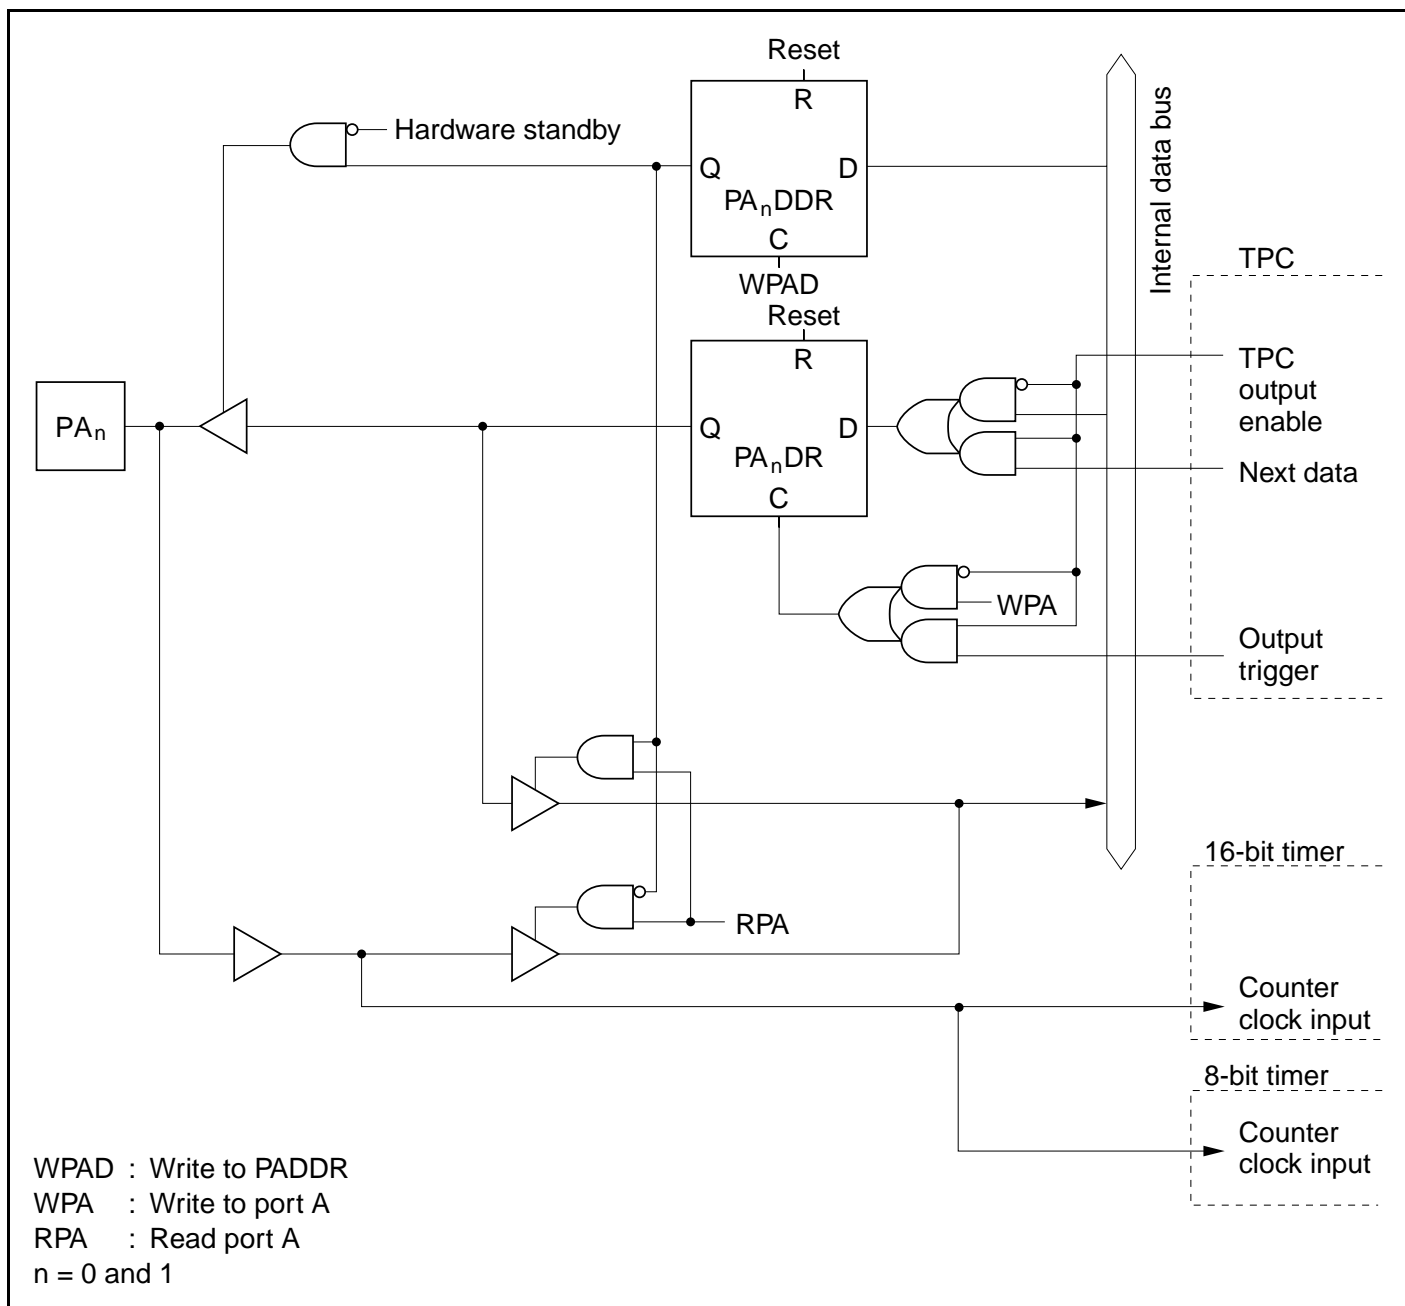 Reset
R
Hardware standby
Q
D
PAnDDR
C
WPAD
Internal data bus
TPC
Reset
R
PAn
Q
D
PAnDR
C
TPC
output
enable
Next data
WPA
Output
trigger
RPA
16-bit timer
Counter
clock input
8-bit timer
Counter
clock input
WPAD : Write to PADDR
WPA : Write to port A
RPA : Read port A
n = 0 and 1